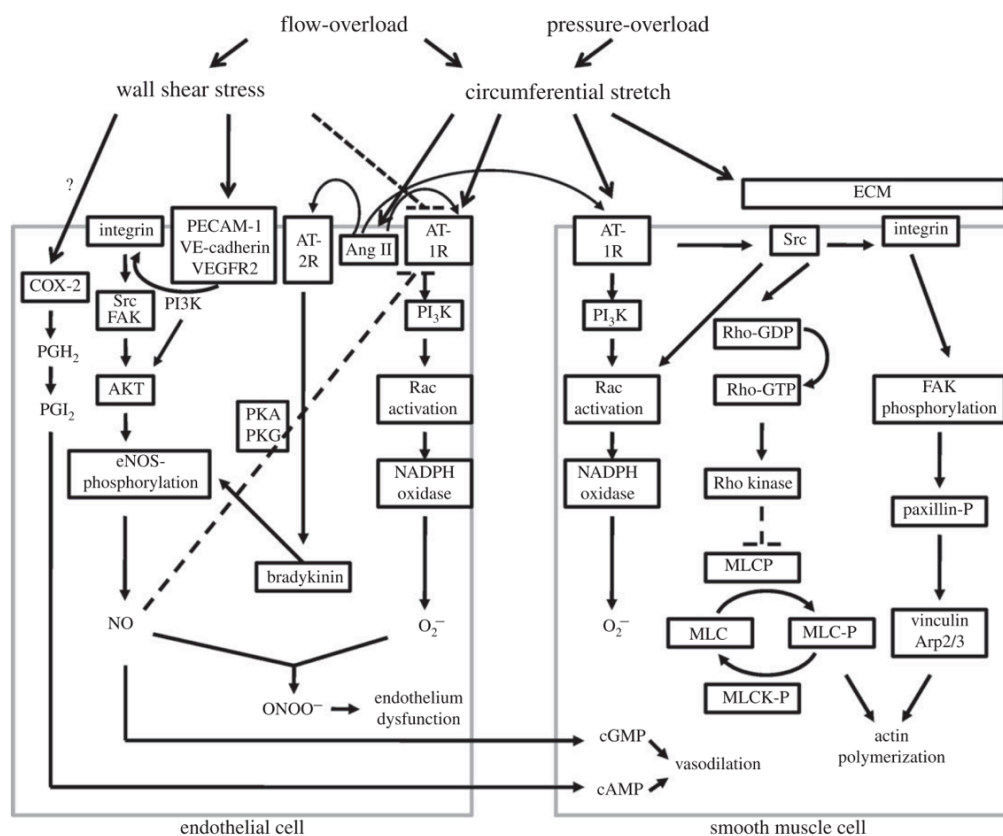 flow-overload
pressure-overload
wall shear stress
circumferential stretch
?
ECM
integrin
PECAM-1
VE-cadherin
VEGFR2
AT-
2R
Ang II
AT-
1R
AT-
1R
Src
integrin
COX-2
Src
FAK
PI3K
PI₃K
PI₃K
Rho-GDP
PGH₂
AKT
Rac
activation
Rac
activation
Rho-GTP
FAK
phosphorylation
PGI₂
PKA
PKG
eNOS-
phosphorylation
NADPH
oxidase
NADPH
oxidase
Rho kinase
paxillin-P
bradykinin
MLCP
NO
O₂⁻
O₂⁻
MLC
MLC-P
vinculin
Arp2/3
ONOO⁻
endothelium
dysfunction
MLCK-P
cGMP
vasodilation
actin
polymerization
cAMP
endothelial cell
smooth muscle cell